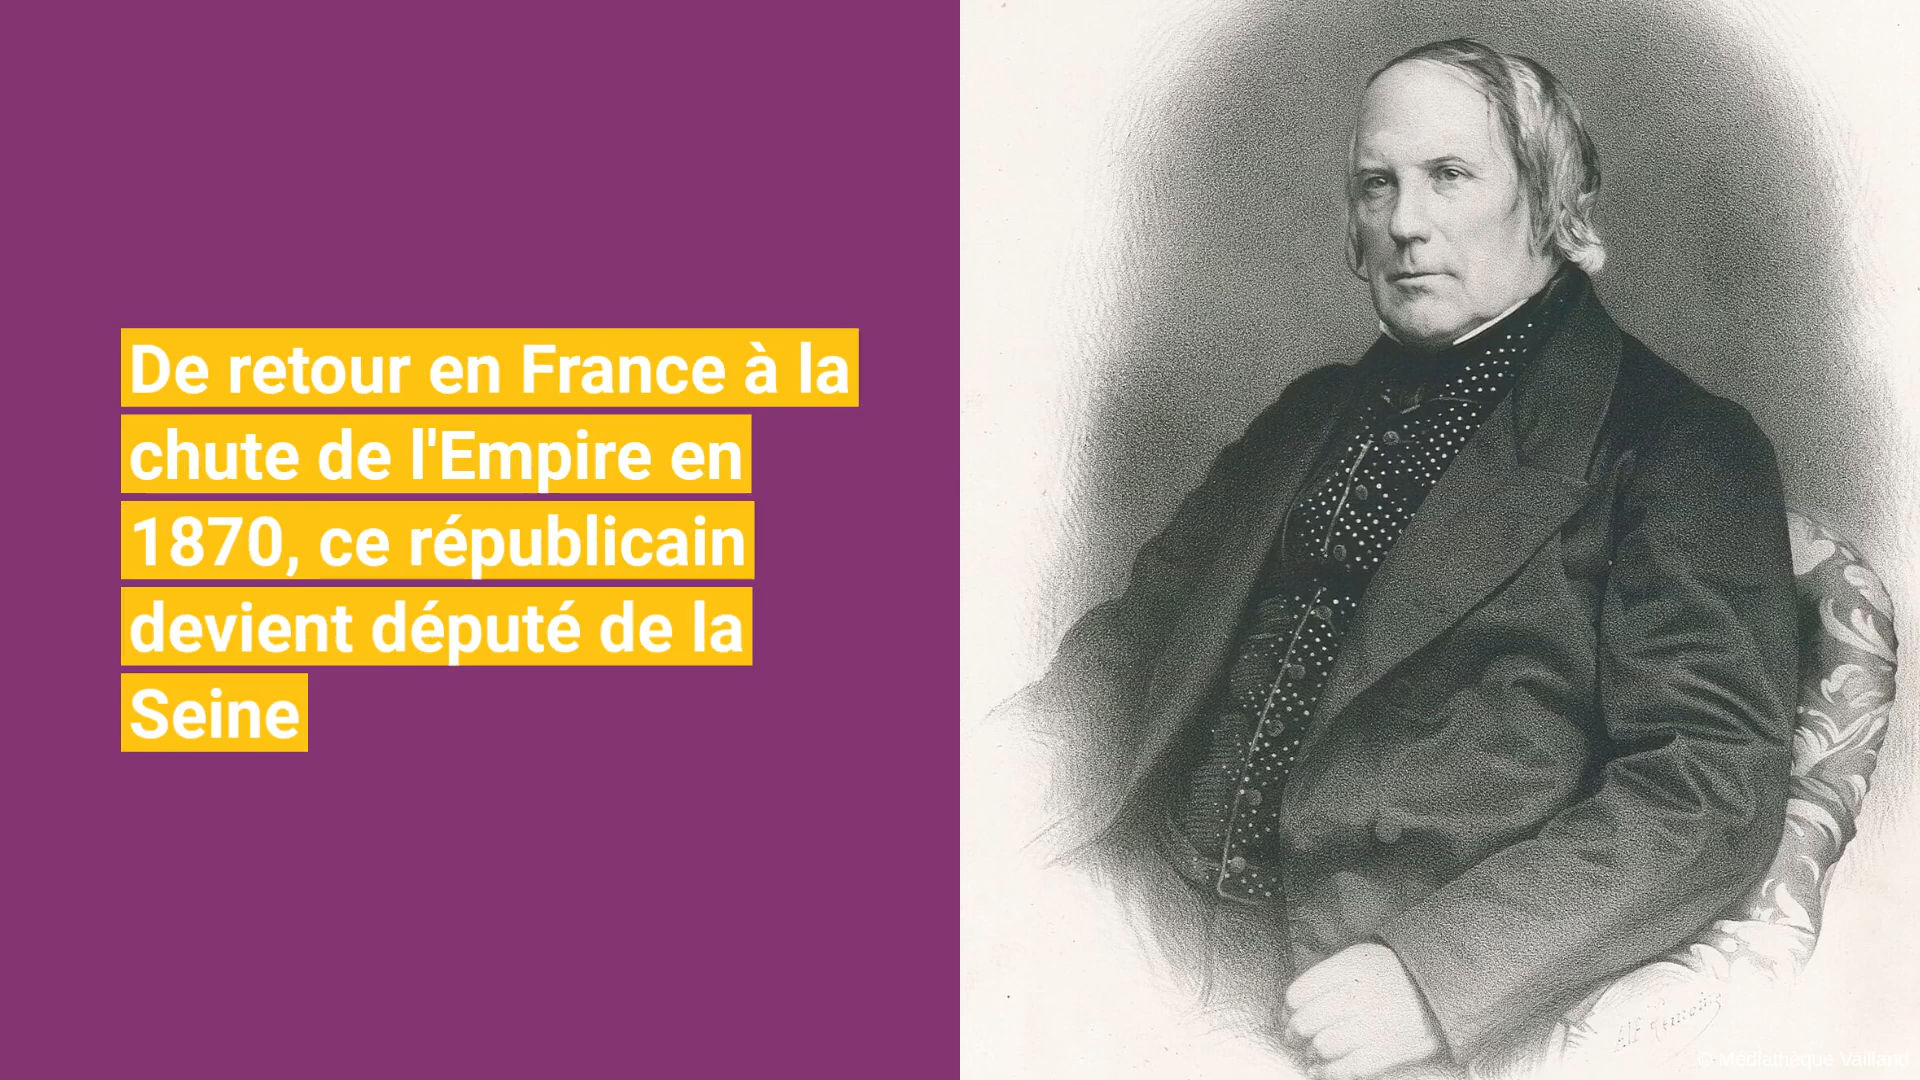 De retour en France à la
chute de l'Empire en
1870, ce républicain
devient député de la
Seine
© Médiathèque Vailland